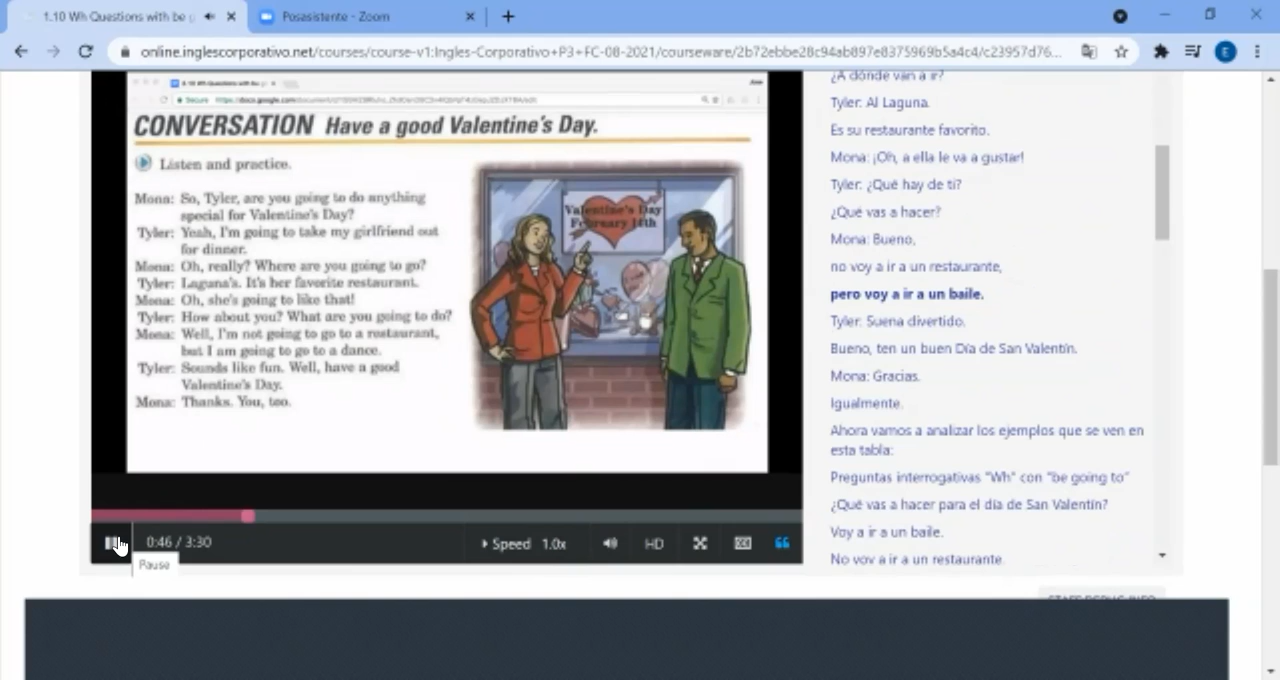 1.10 Wh Questions with be g
Posasistente - Zoom
online.inglescorporativo.net/courses/course-v1:Ingles-Corporativo+P3+FC-08-2021/courseware/2b72ebbe28c94ab897e8375969b5a4c4/c23957d76...
E
CONVERSATION Have a good Valentine's Day.
Listen and practice.
Mona: So, Tyler, are you going to do anything
special for Valentine's Day?
Tyler: Yeah, I'm going to take my girlfriend out
for dinner.
Mona: Oh, really? Where are you going to go?
Tyler: Laguna's. It's her favorite restaurant.
Mona: Oh, she's going to like that!
Tyler: How about you? What are you going to do?
Mona: Well, I'm not going to go to a restaurant,
but I am going to go to a dance.
Tyler: Sounds like fun. Well, have a good
Valentine's Day.
Mona: Thanks. You, too.
Valentine's Day
February 14th
0:46 / 3:30
Speed 1.0x
HD
Pause
¿A dónde van a ir?
Tyler: Al Laguna.
Es su restaurante favorito.
Mona: ¡Oh, a ella le va a gustar!
Tyler: ¿Qué hay de ti?
¿Qué vas a hacer?
Mona: Bueno,
no voy a ir a un restaurante,
pero voy a ir a un baile.
Tyler: Suena divertido.
Bueno, ten un buen Día de San Valentín.
Mona: Gracias.
Igualmente.
Ahora vamos a analizar los ejemplos que se ven en
esta tabla:
Preguntas interrogativas "Wh" con "be going to"
¿Qué vas a hacer para el día de San Valentín?
Voy a ir a un baile.
No voy a ir a un restaurante.